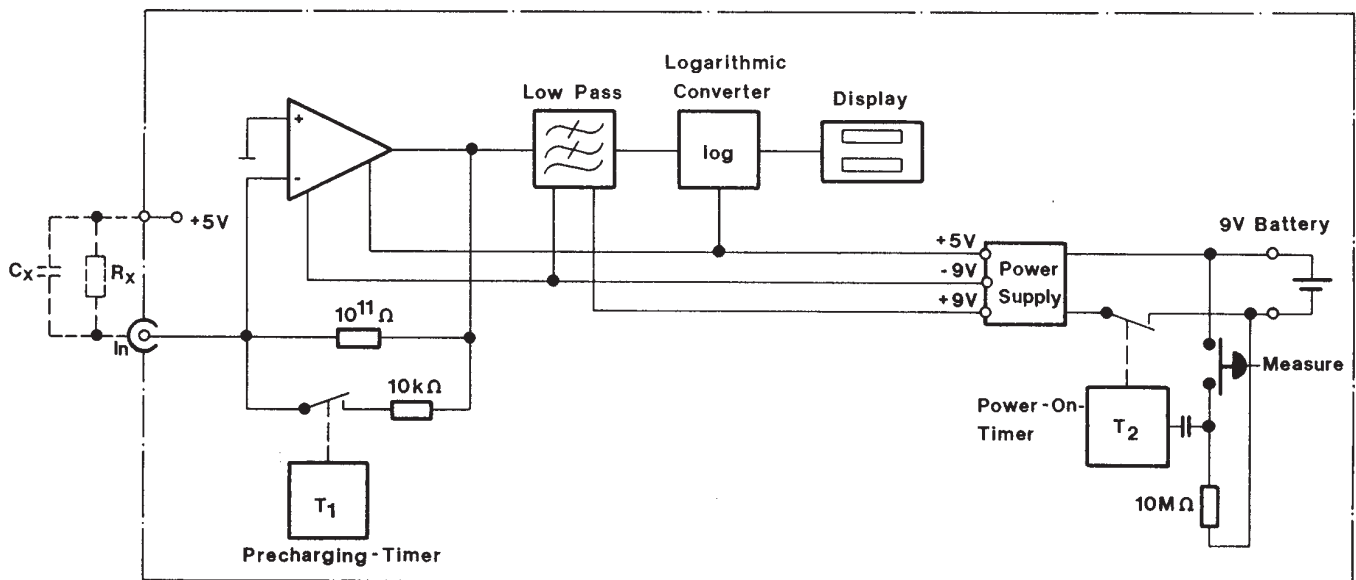 Logarithmic
Converter
Low Pass
Display
+
-
log
+5V
Cx
Rx
In
10¹¹ Ω
10kΩ
T1
Precharging-Timer
+5V
-9V
+9V
Power
Supply
9V Battery
Measure
Power-On-
Timer
T2
10MΩ